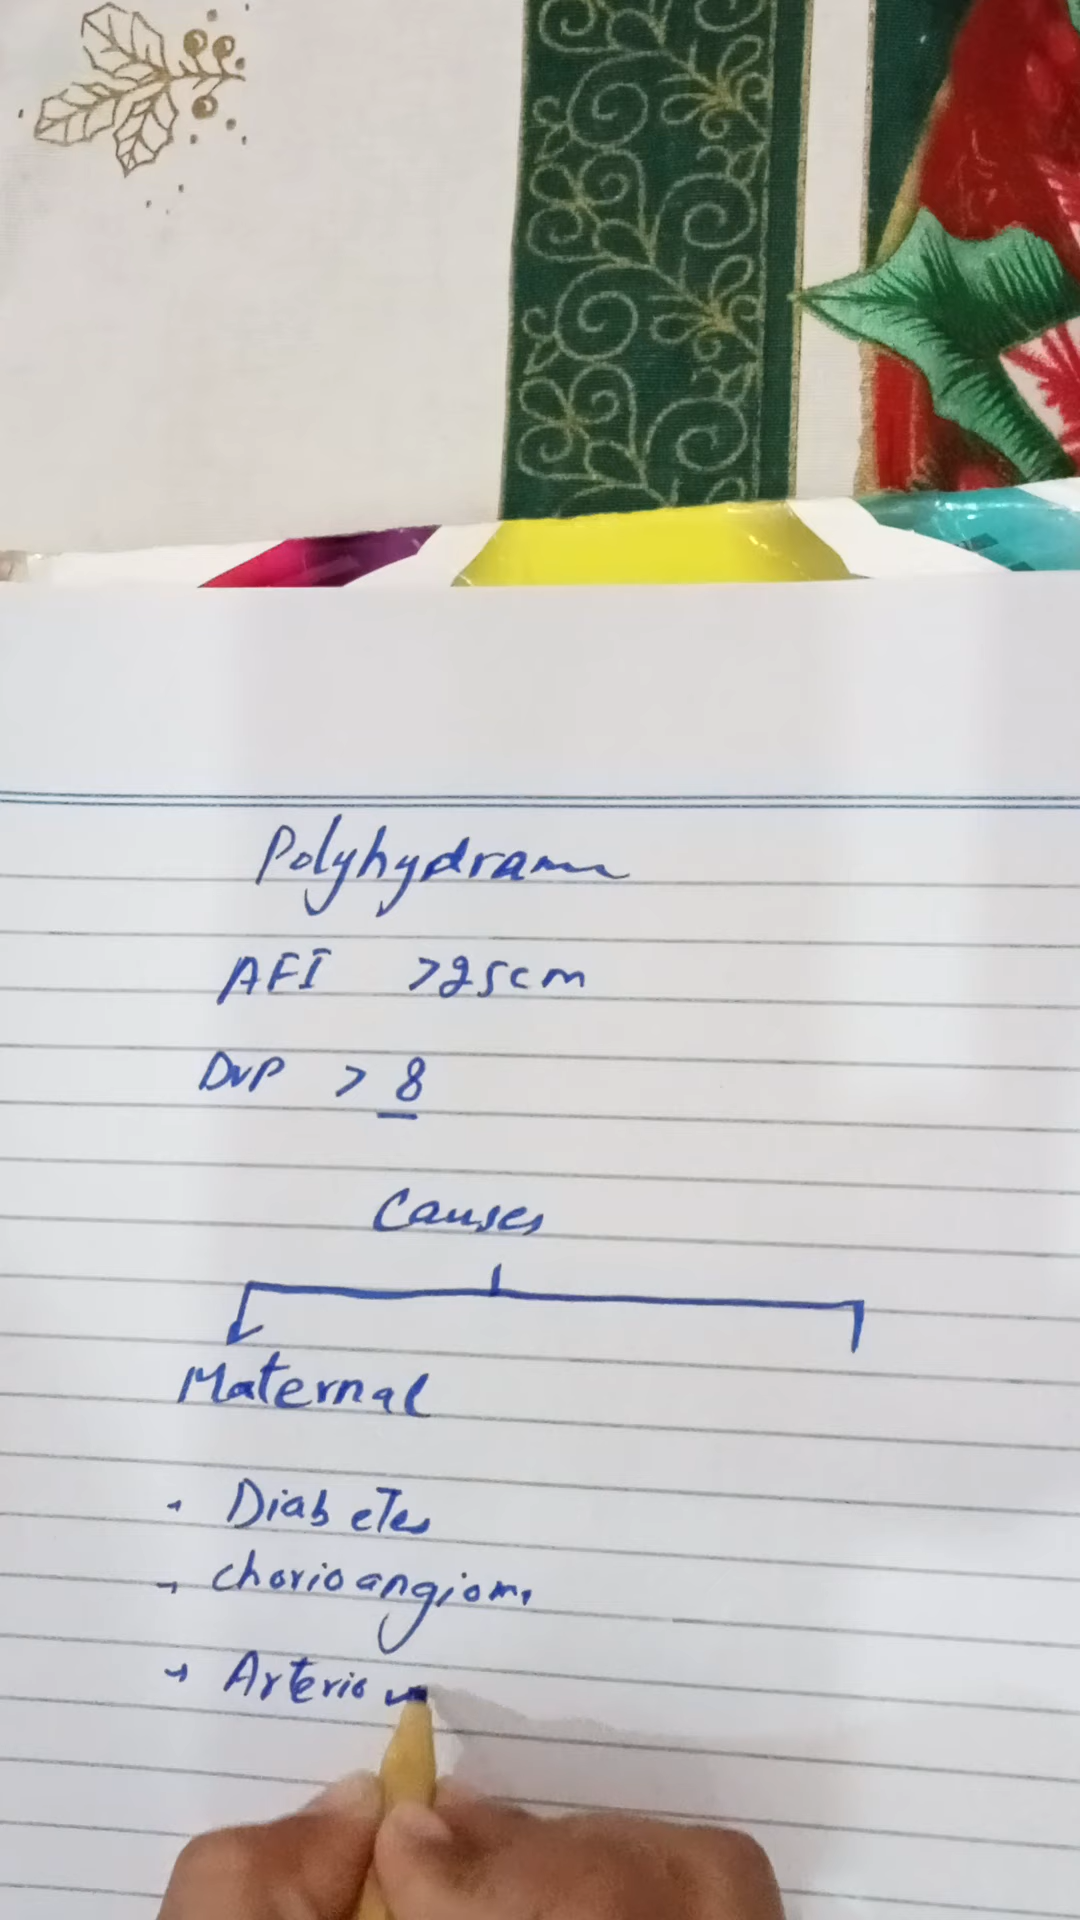 Polyhydram
AFI >25cm
DVP > 8
Causes
Maternal
Diabetes
Chorioangioma
Arterio